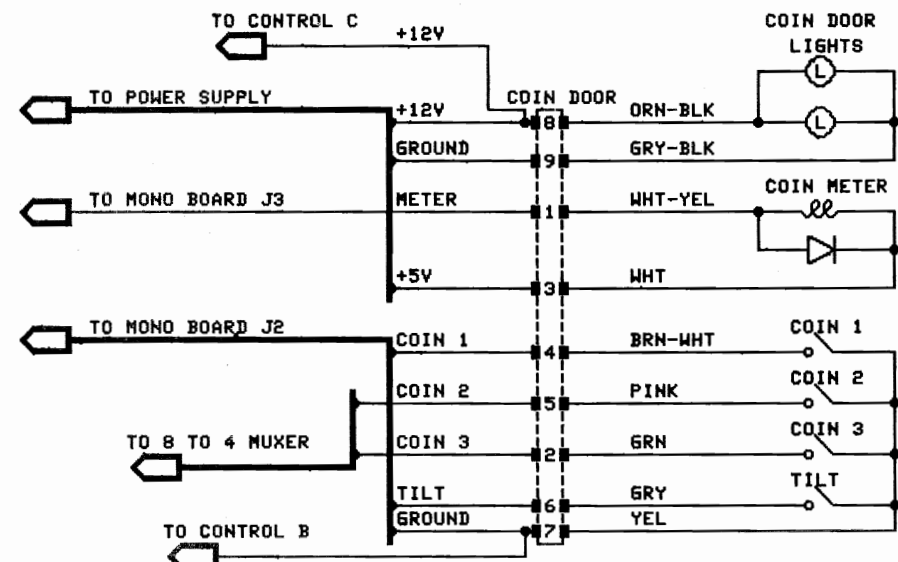 TO CONTROL C
+12V
COIN DOOR
LIGHTS
L
TO POWER SUPPLY
COIN DOOR
+12V
8
ORN-BLK
L
GROUND
9
GRY-BLK
TO MONO BOARD J3
METER
1
WHT-YEL
COIN METER
+5V
3
WHT
TO MONO BOARD J2
COIN 1
4
BRN-WHT
COIN 1
COIN 2
5
PINK
COIN 2
TO 8 TO 4 MUXER
COIN 3
2
GRN
COIN 3
TILT
6
GRY
TILT
GROUND
7
YEL
TO CONTROL B